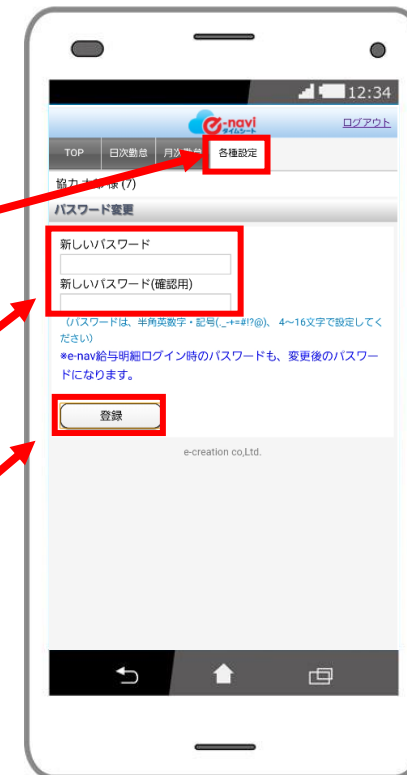 12:34
e-navi
タイムシート
ログアウト
TOP 日次勤怠 月次勤怠 各種設定
協力 様 (7)
パスワード変更
新しいパスワード
新しいパスワード(確認用)
(パスワードは、半角英数字・記号(._-+=#!?@)、 4～16文字で設定してく
ださい)
*e-nav給与明細ログイン時のパスワードも、変更後のパスワー
ドになります。
登録
e-creation co,Ltd.